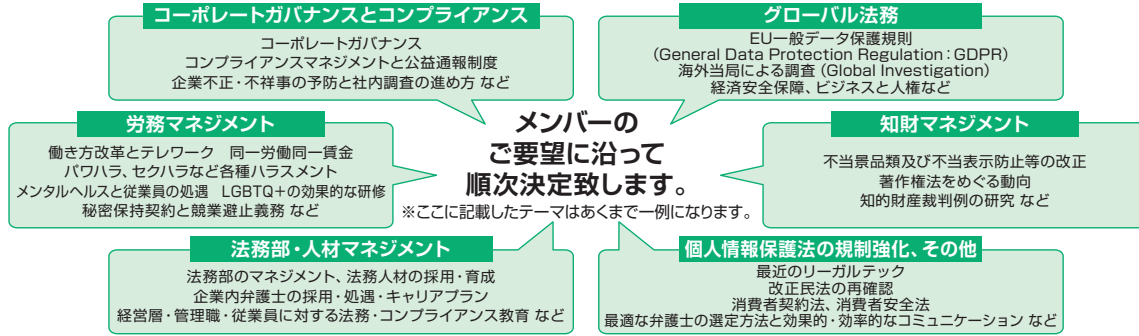 コーポレートガバナンスとコンプライアンス
コーポレートガバナンス
コンプライアンスマネジメントと公益通報制度
企業不正・不祥事の予防と社内調査の進め方 など
グローバル法務
EU一般データ保護規則
(General Data Protection Regulation：GDPR)
海外当局による調査 (Global Investigation)
経済安全保障、ビジネスと人権など
労務マネジメント
働き方改革とテレワーク　同一労働同一賃金
パワハラ、セクハラなど各種ハラスメント
メンタルヘルスと従業員の処遇　LGBTQ+の効果的な研修
秘密保持契約と競業避止義務 など
メンバーの
ご要望に沿って
順次決定致します。
※ここに記載したテーマはあくまで一例になります。
知財マネジメント
不当景品類及び不当表示防止等の改正
著作権法をめぐる動向
知的財産裁判例の研究 など
法務部・人材マネジメント
法務部のマネジメント、法務人材の採用・育成
企業内弁護士の採用・処遇・キャリアプラン
経営層・管理職・従業員に対する法務・コンプライアンス教育 など
個人情報保護法の規制強化、その他
最近のリーガルテック
改正民法の再確認
消費者契約法、消費者安全法
最適な弁護士の選定方法と効果的・効率的なコミュニケーション など